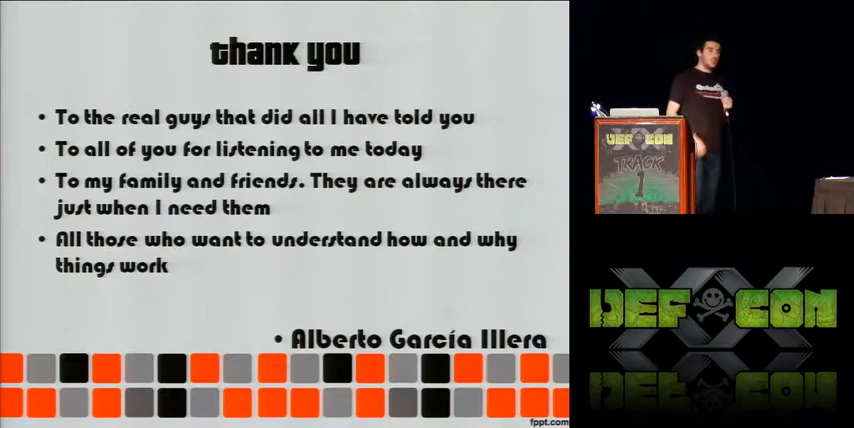 thank you
• To the real guys that did all I have told you
• To all of you for listening to me today
• To my family and friends. They are always there
just when I need them
• All those who want to understand how and why
things work
• Alberto García Illera
fppt.com
DEF CON
XX
TRACK
1
XX
DEF CON